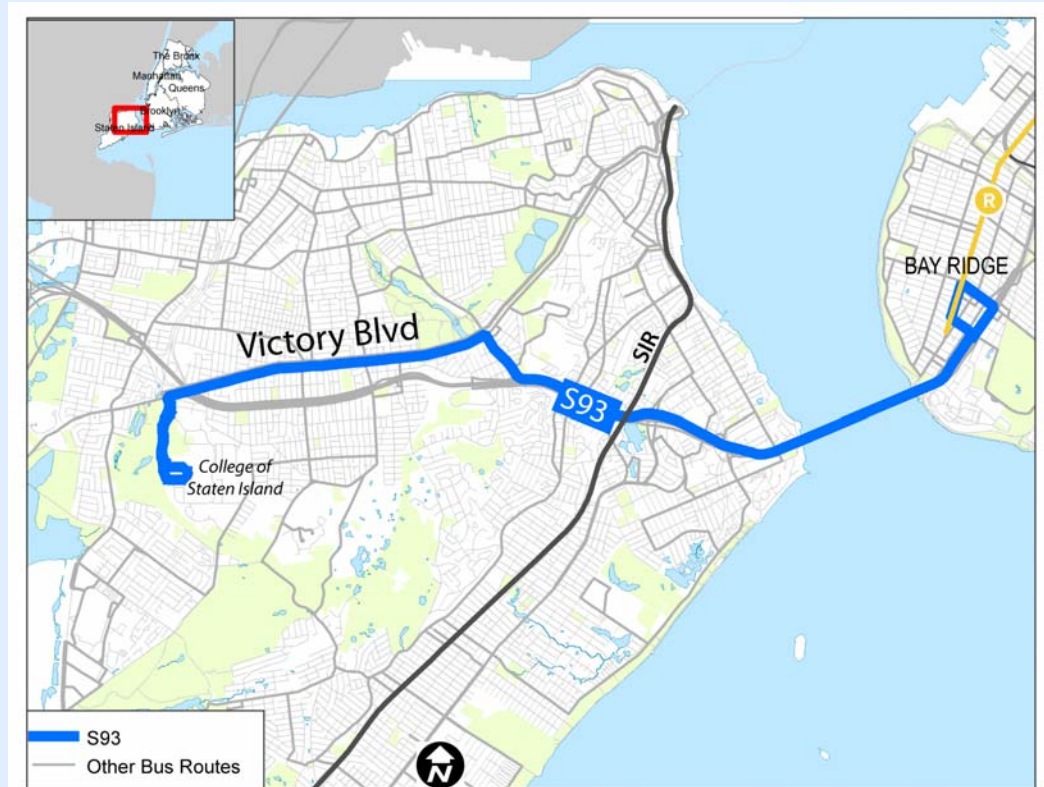 The Bronx
Manhattan
Queens
Brooklyn
Staten Island
R
BAY RIDGE
Victory Blvd
SIR
S93
College of
Staten Island
S93
Other Bus Routes
N